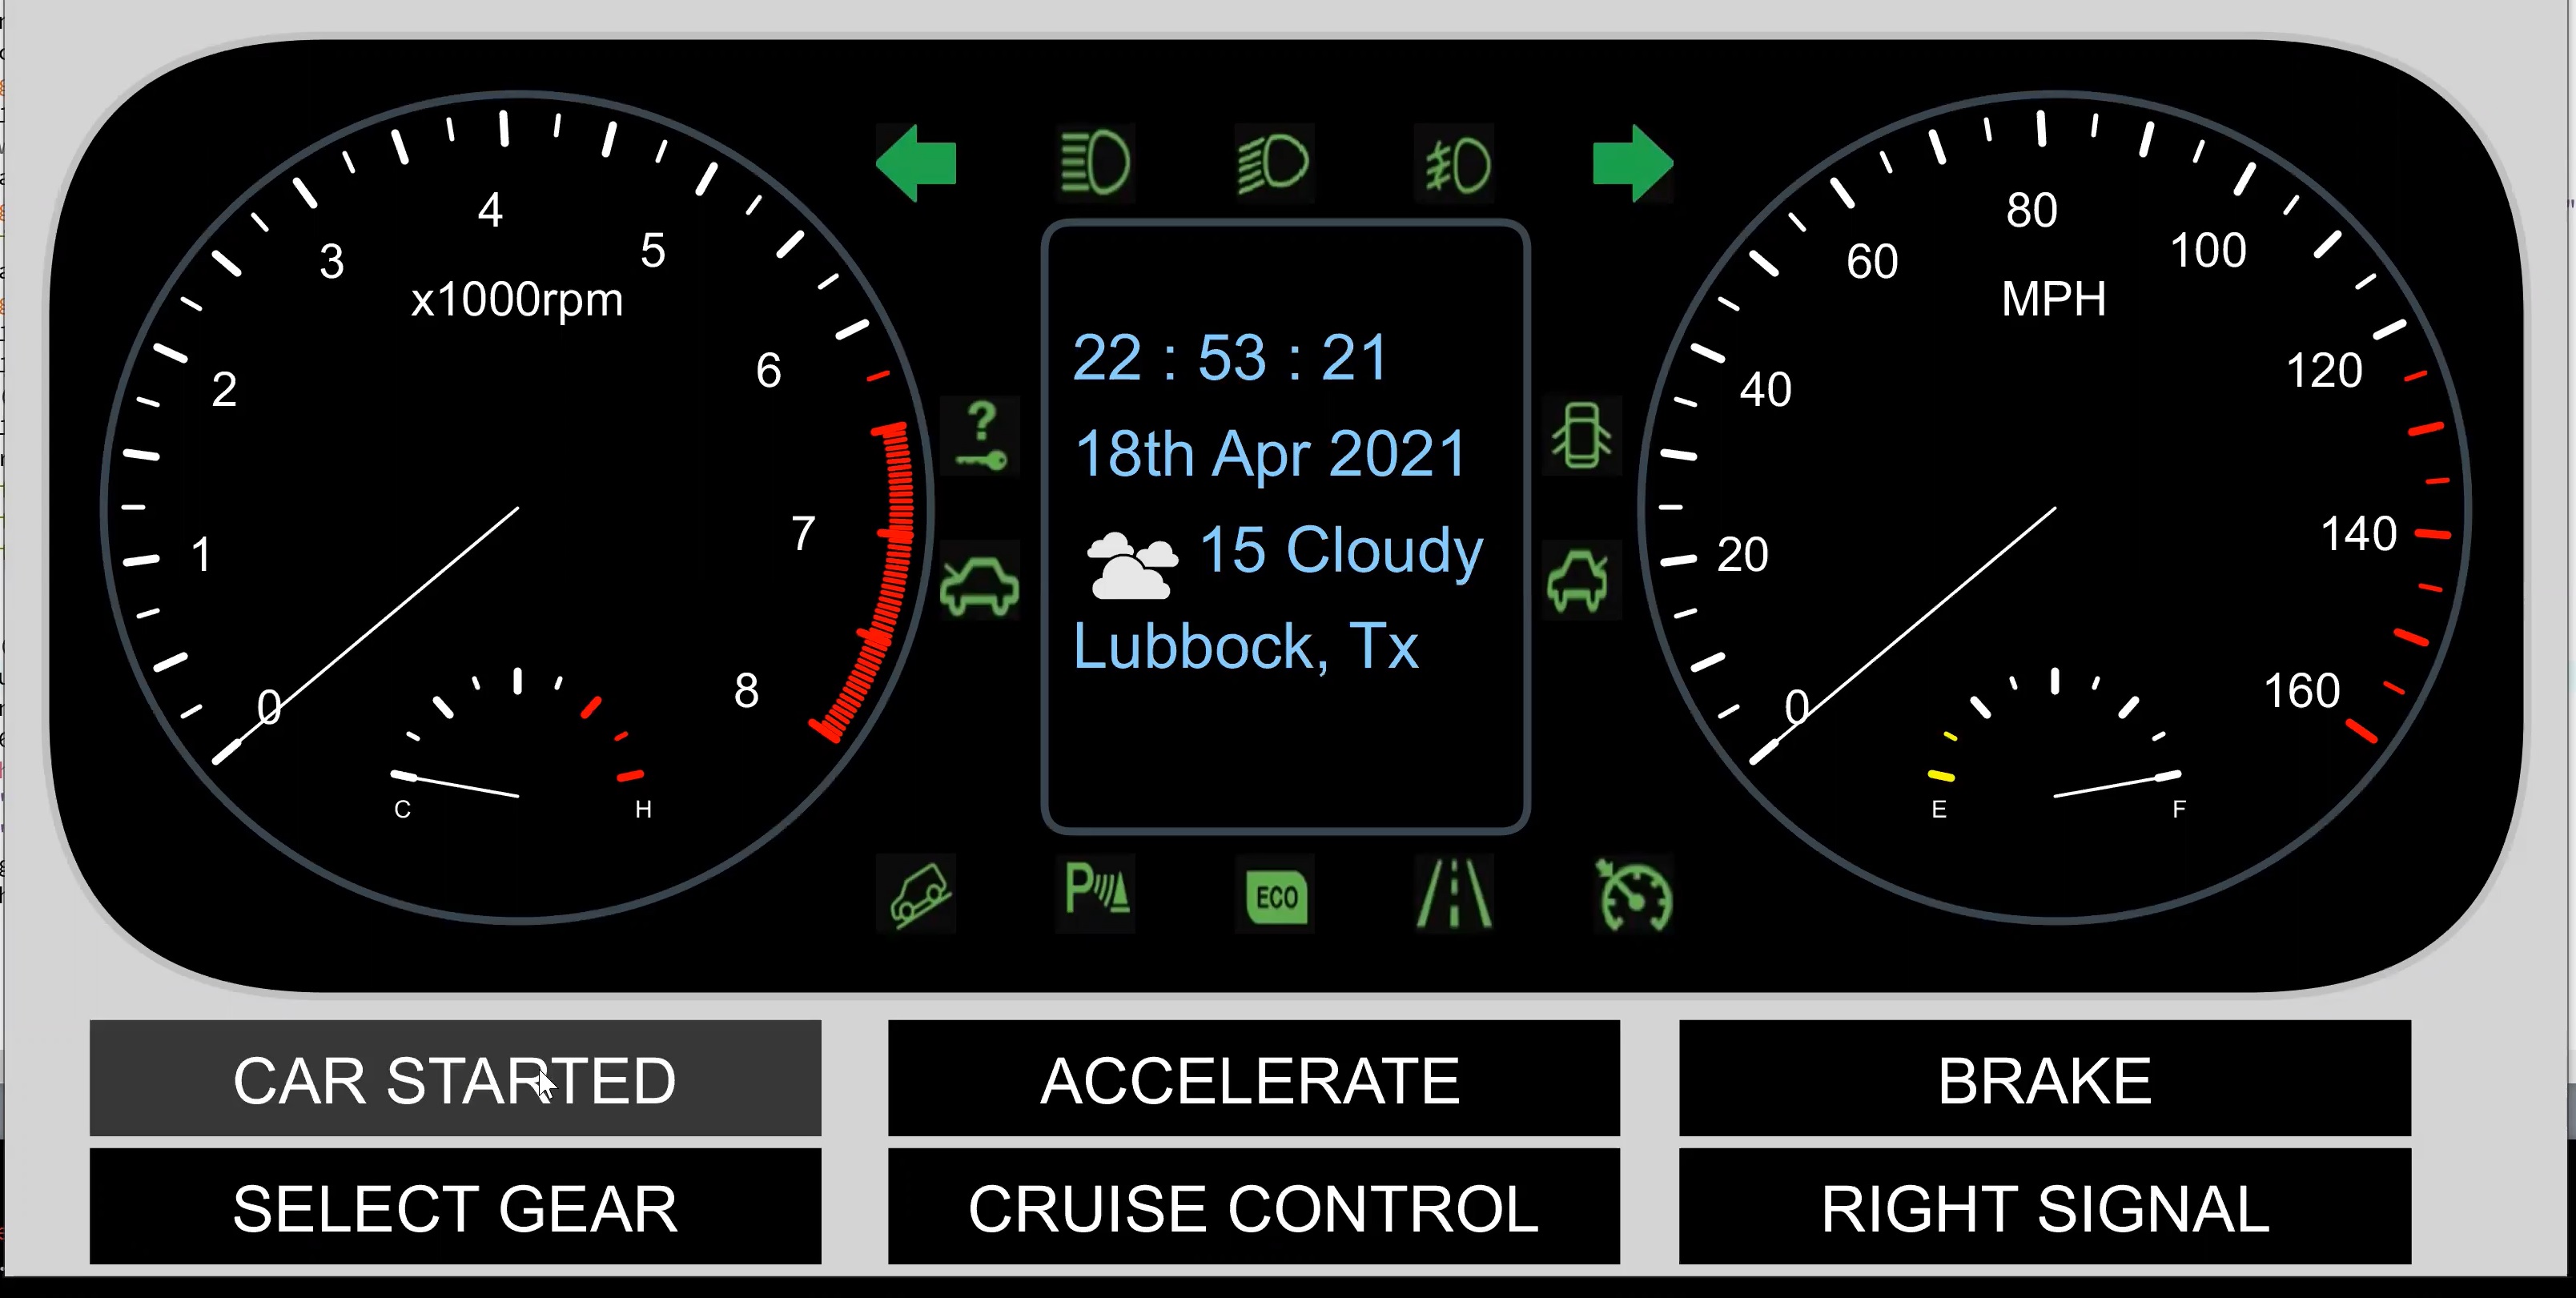 4
3
5
x1000rpm
2
6
1
7
0
8
C
H
22 : 53 : 21
18th Apr 2021
15 Cloudy
Lubbock, Tx
?
P
ECO
80
60
100
MPH
40
120
20
140
0
160
E
F
CAR STARTED
ACCELERATE
BRAKE
SELECT GEAR
CRUISE CONTROL
RIGHT SIGNAL